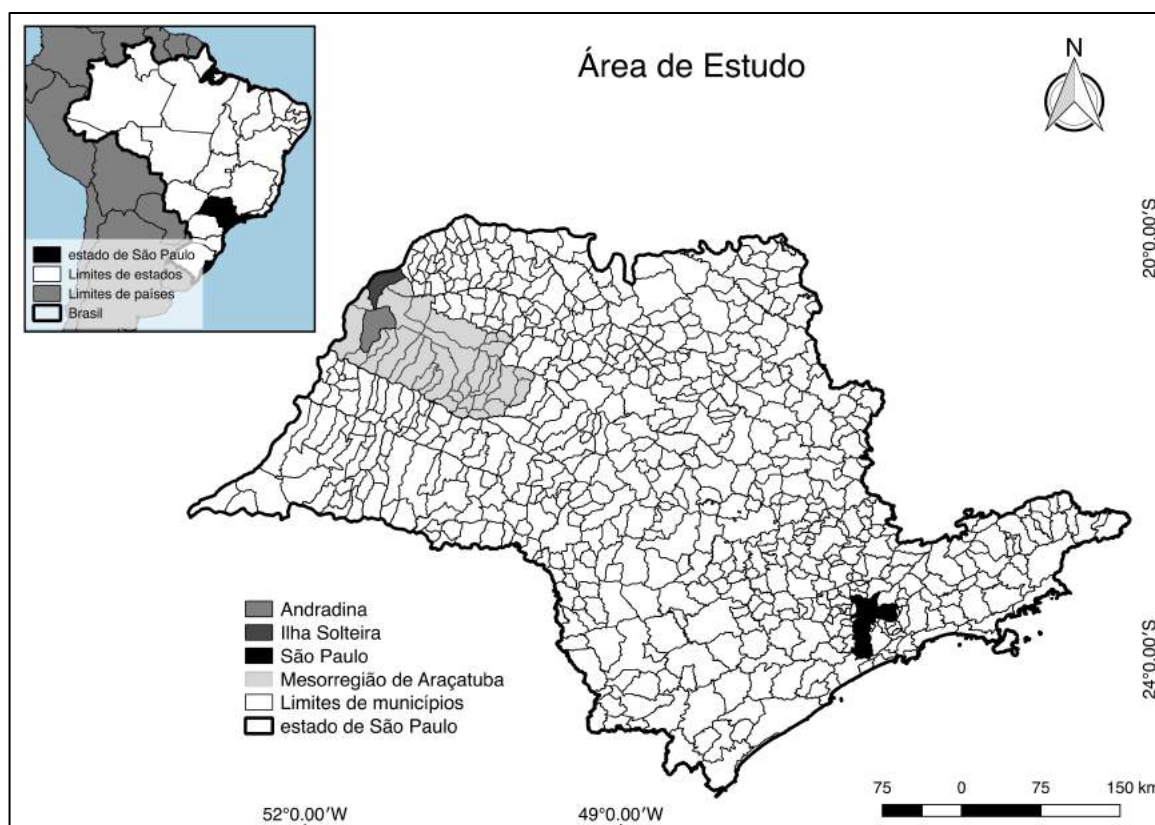 Área de Estudo
N
estado de São Paulo
Limites de estados
Limites de países
Brasil
20°0.00′S
Andradina
Ilha Solteira
São Paulo
Mesorregião de Araçatuba
Limites de municípios
estado de São Paulo
24°0.00′S
52°0.00′W
49°0.00′W
75 0 75 150 km